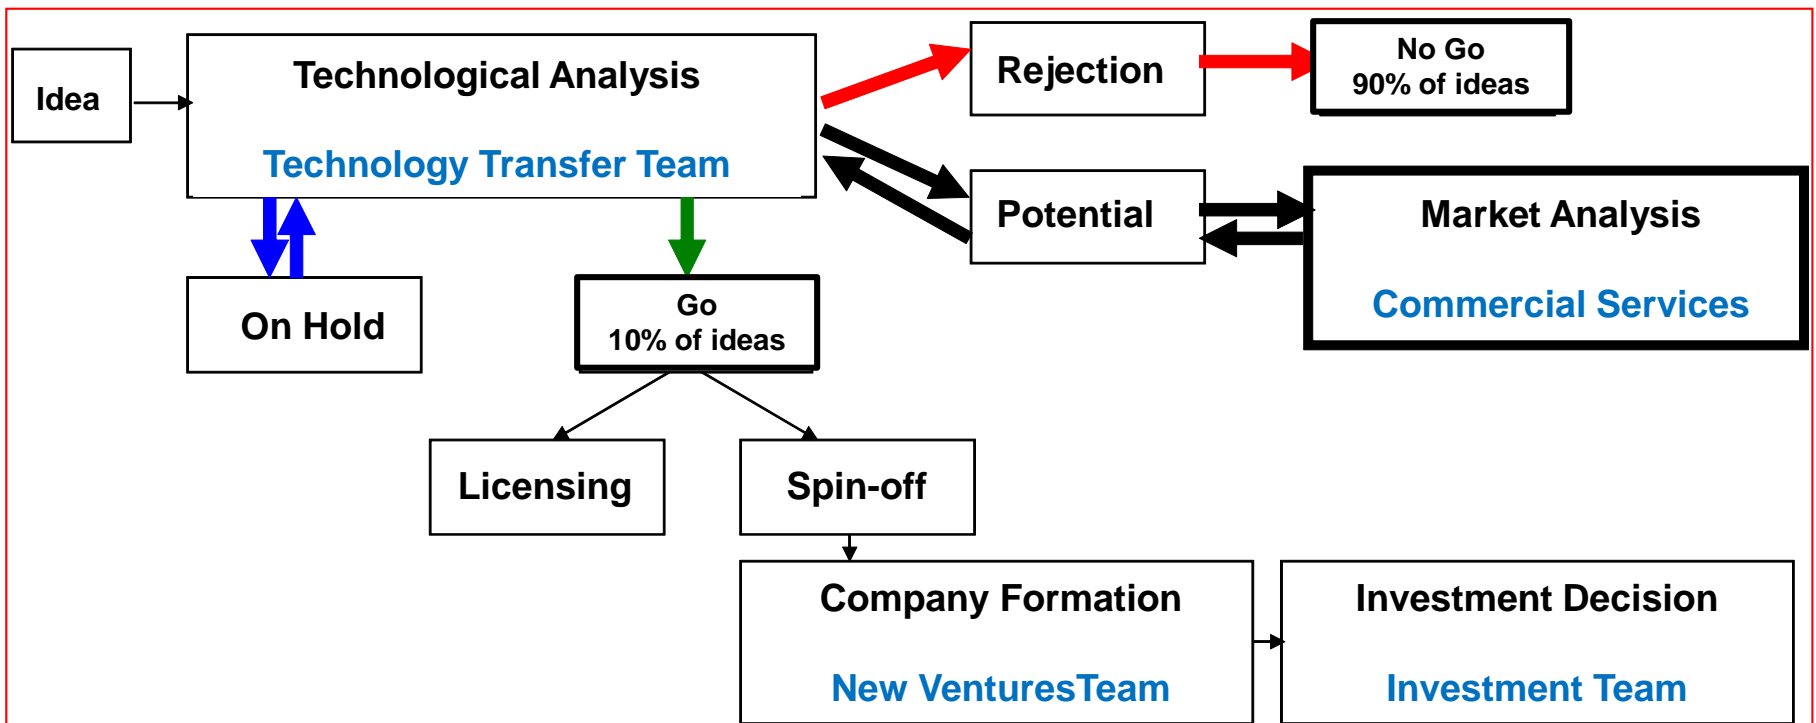 Idea
Technological Analysis
Technology Transfer Team
Rejection
No Go
90% of ideas
Potential
Market Analysis
Commercial Services
On Hold
Go
10% of ideas
Licensing
Spin-off
Company Formation
New VenturesTeam
Investment Decision
Investment Team